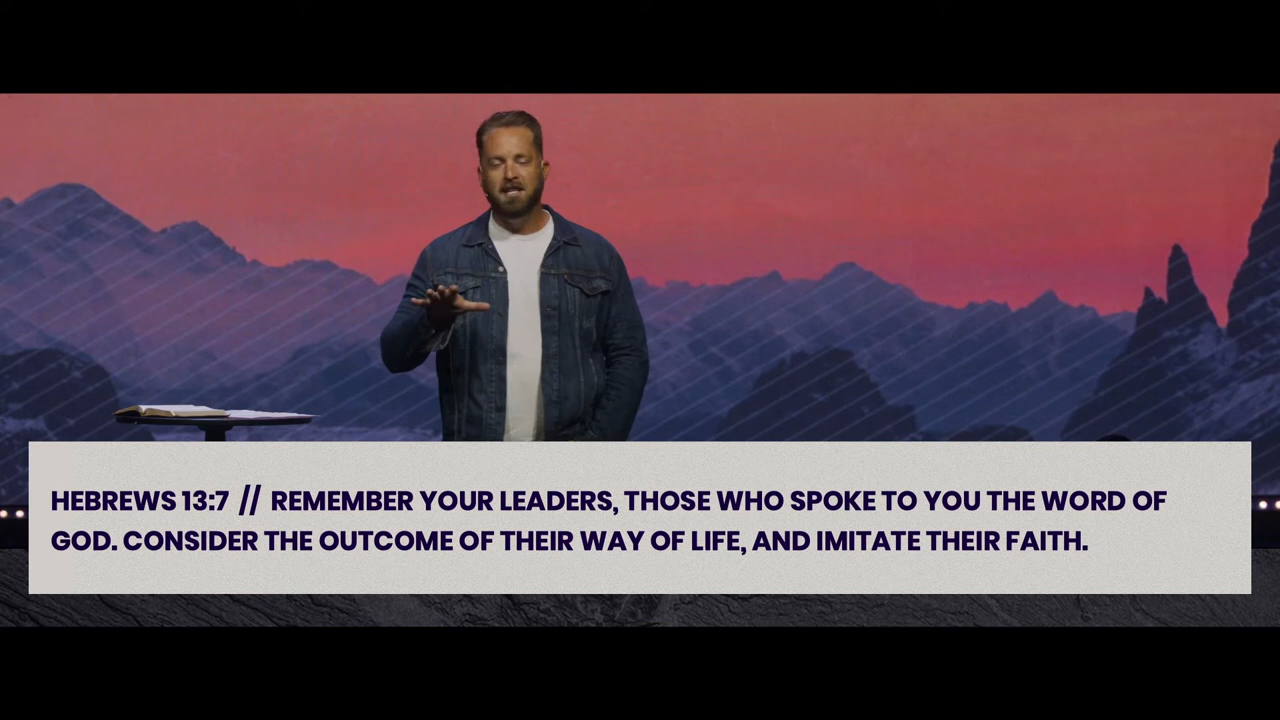 HEBREWS 13:7 // REMEMBER YOUR LEADERS, THOSE WHO SPOKE TO YOU THE WORD OF
GOD. CONSIDER THE OUTCOME OF THEIR WAY OF LIFE, AND IMITATE THEIR FAITH.